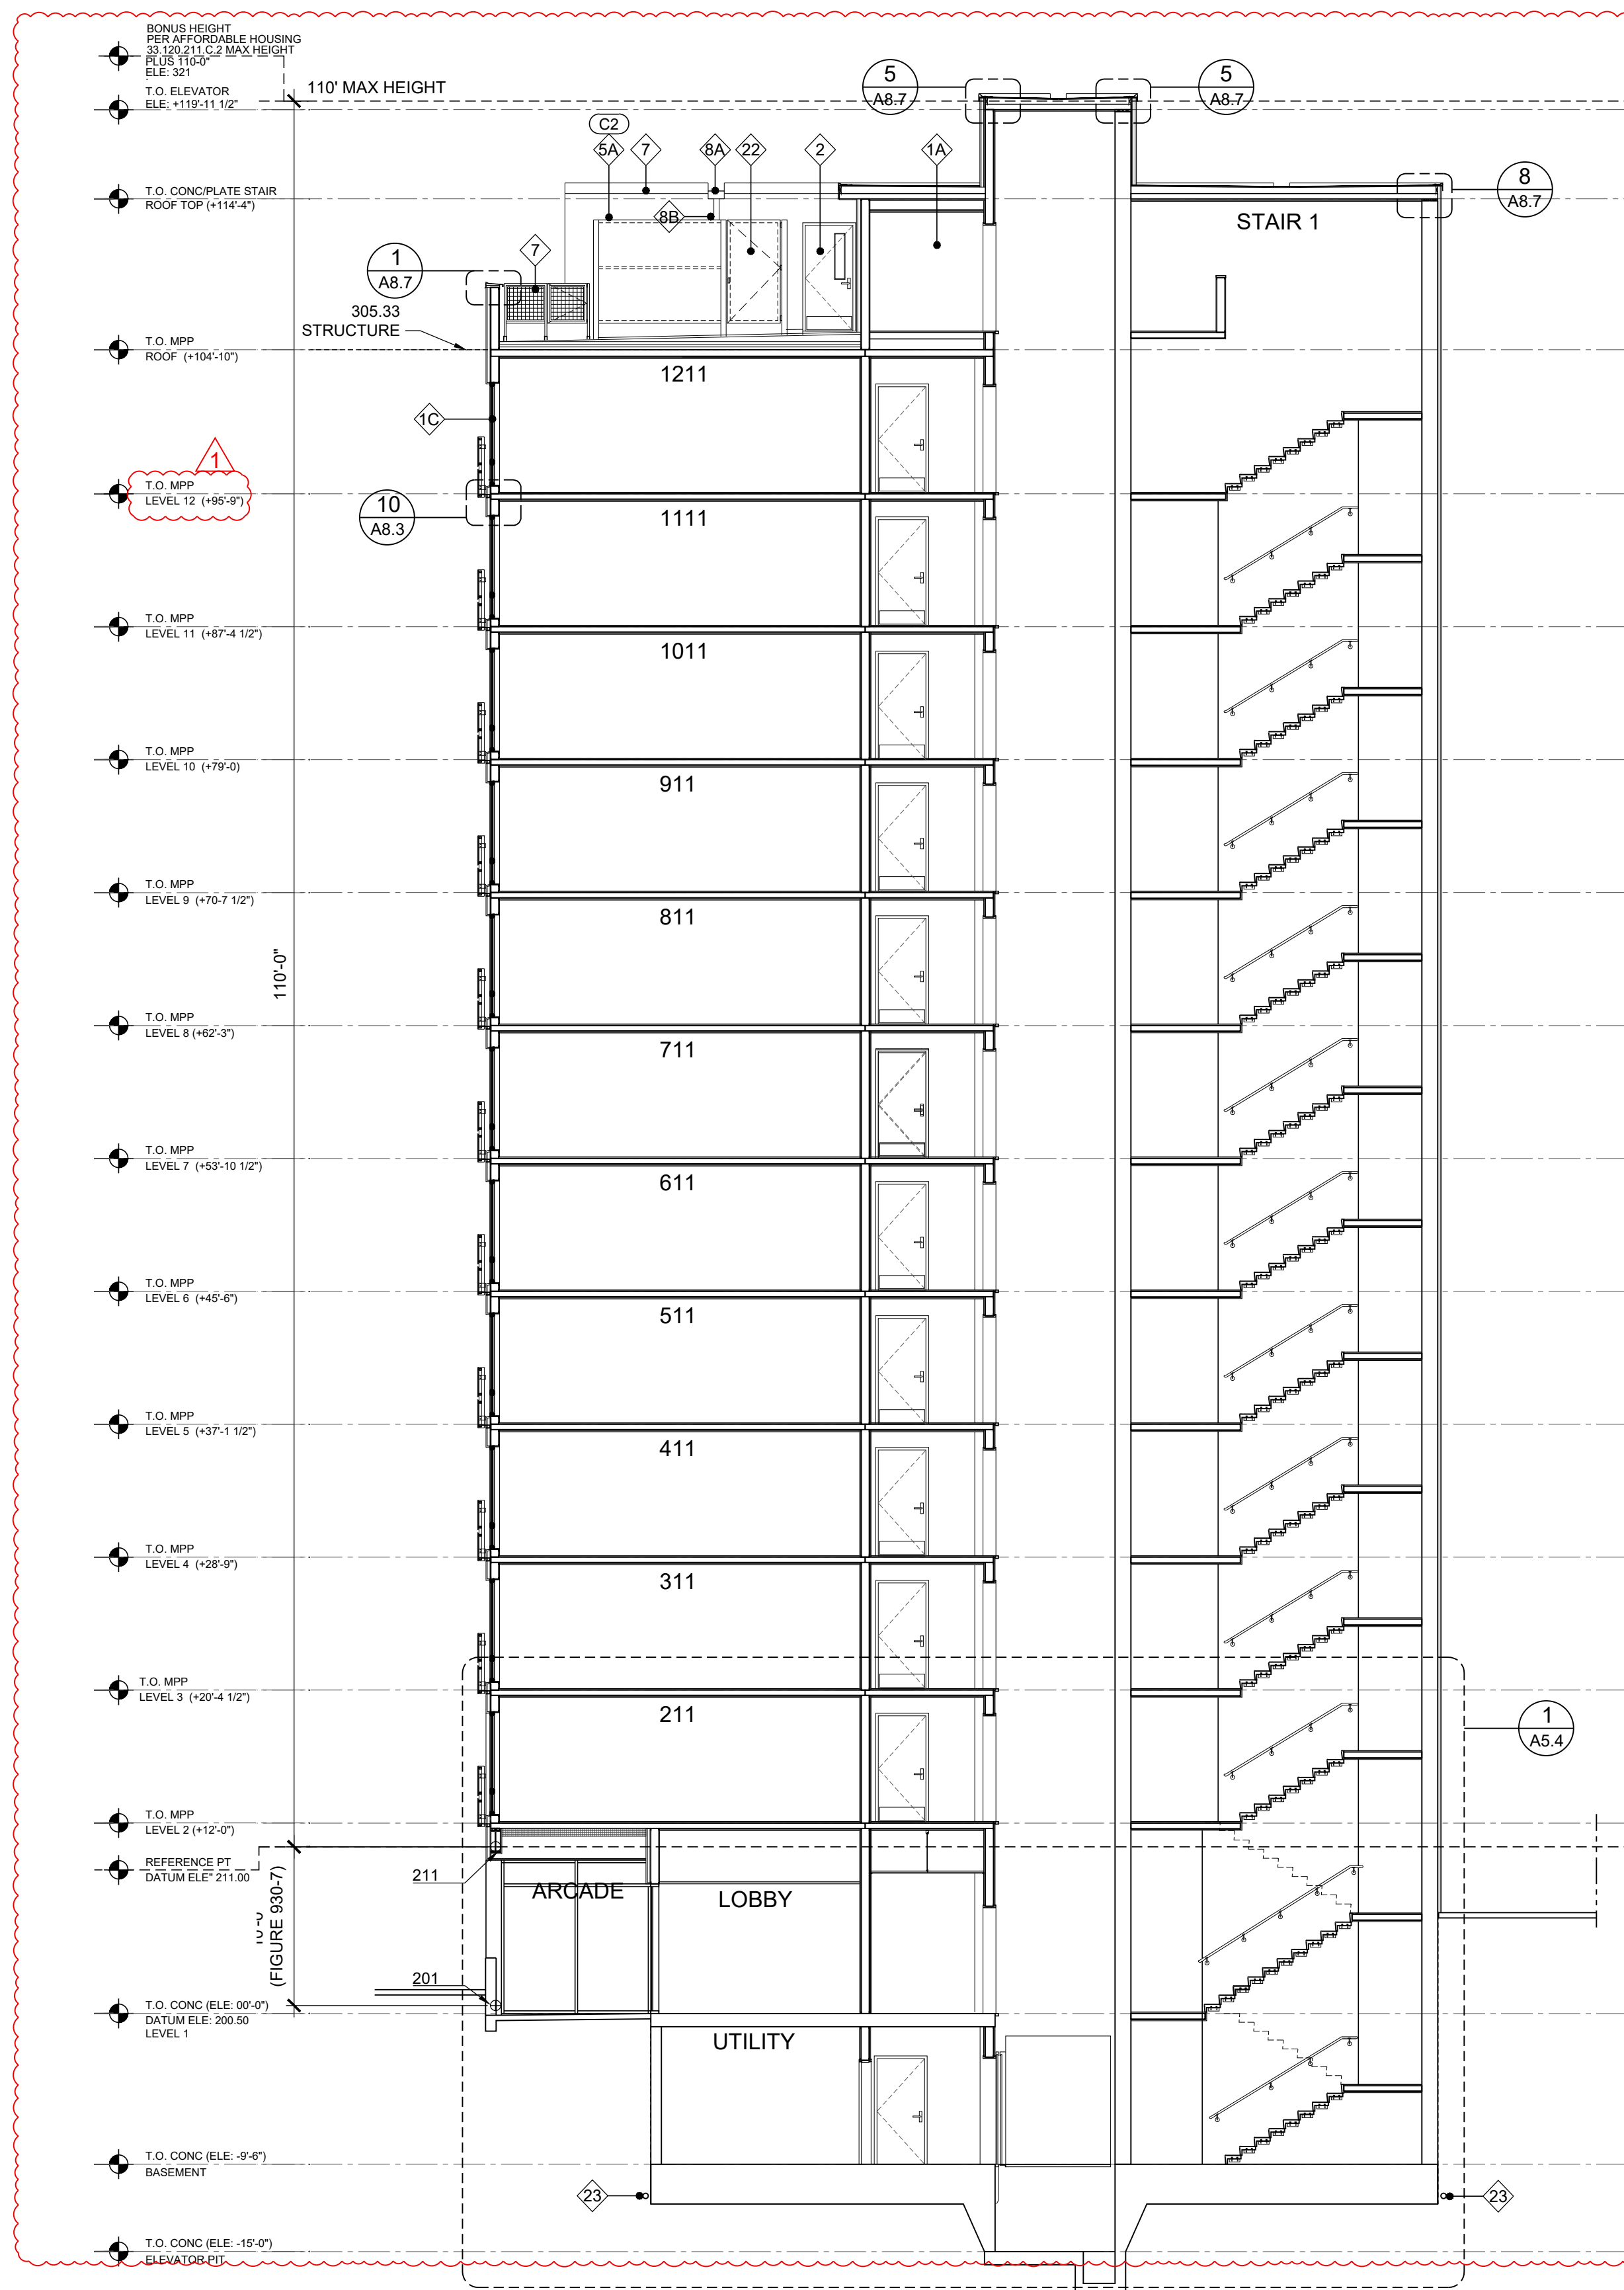 BONUS HEIGHT
PER AFFORDABLE HOUSING
33.120.211.C.2 MAX HEIGHT
PLUS 110-0"
ELE: 321
T.O. ELEVATOR
ELE: +119'-11 1/2"
110' MAX HEIGHT
5
A8.7
5
A8.7
C2
5A
7
8A
22
2
1A
8B
7
T.O. CONC/PLATE STAIR
ROOF TOP (+114'-4")
8
A8.7
STAIR 1
1
A8.7
305.33
STRUCTURE
T.O. MPP
ROOF (+104'-10")
1211
1C
1
T.O. MPP
LEVEL 12 (+95'-9")
10
A8.3
1111
T.O. MPP
LEVEL 11 (+87'-4 1/2")
1011
T.O. MPP
LEVEL 10 (+79'-0)
911
T.O. MPP
LEVEL 9 (+70-7 1/2")
811
110'-0"
T.O. MPP
LEVEL 8 (+62'-3")
711
T.O. MPP
LEVEL 7 (+53'-10 1/2")
611
T.O. MPP
LEVEL 6 (+45'-6")
511
T.O. MPP
LEVEL 5 (+37'-1 1/2")
411
T.O. MPP
LEVEL 4 (+28'-9")
311
T.O. MPP
LEVEL 3 (+20'-4 1/2")
211
1
A5.4
T.O. MPP
LEVEL 2 (+12'-0")
REFERENCE PT
DATUM ELE" 211.00
211
ARCADE
LOBBY
(FIGURE 930-7)
201
T.O. CONC (ELE: 00'-0")
DATUM ELE: 200.50
LEVEL 1
UTILITY
T.O. CONC (ELE: -9'-6")
BASEMENT
23
23
T.O. CONC (ELE: -15'-0")
ELEVATOR PIT